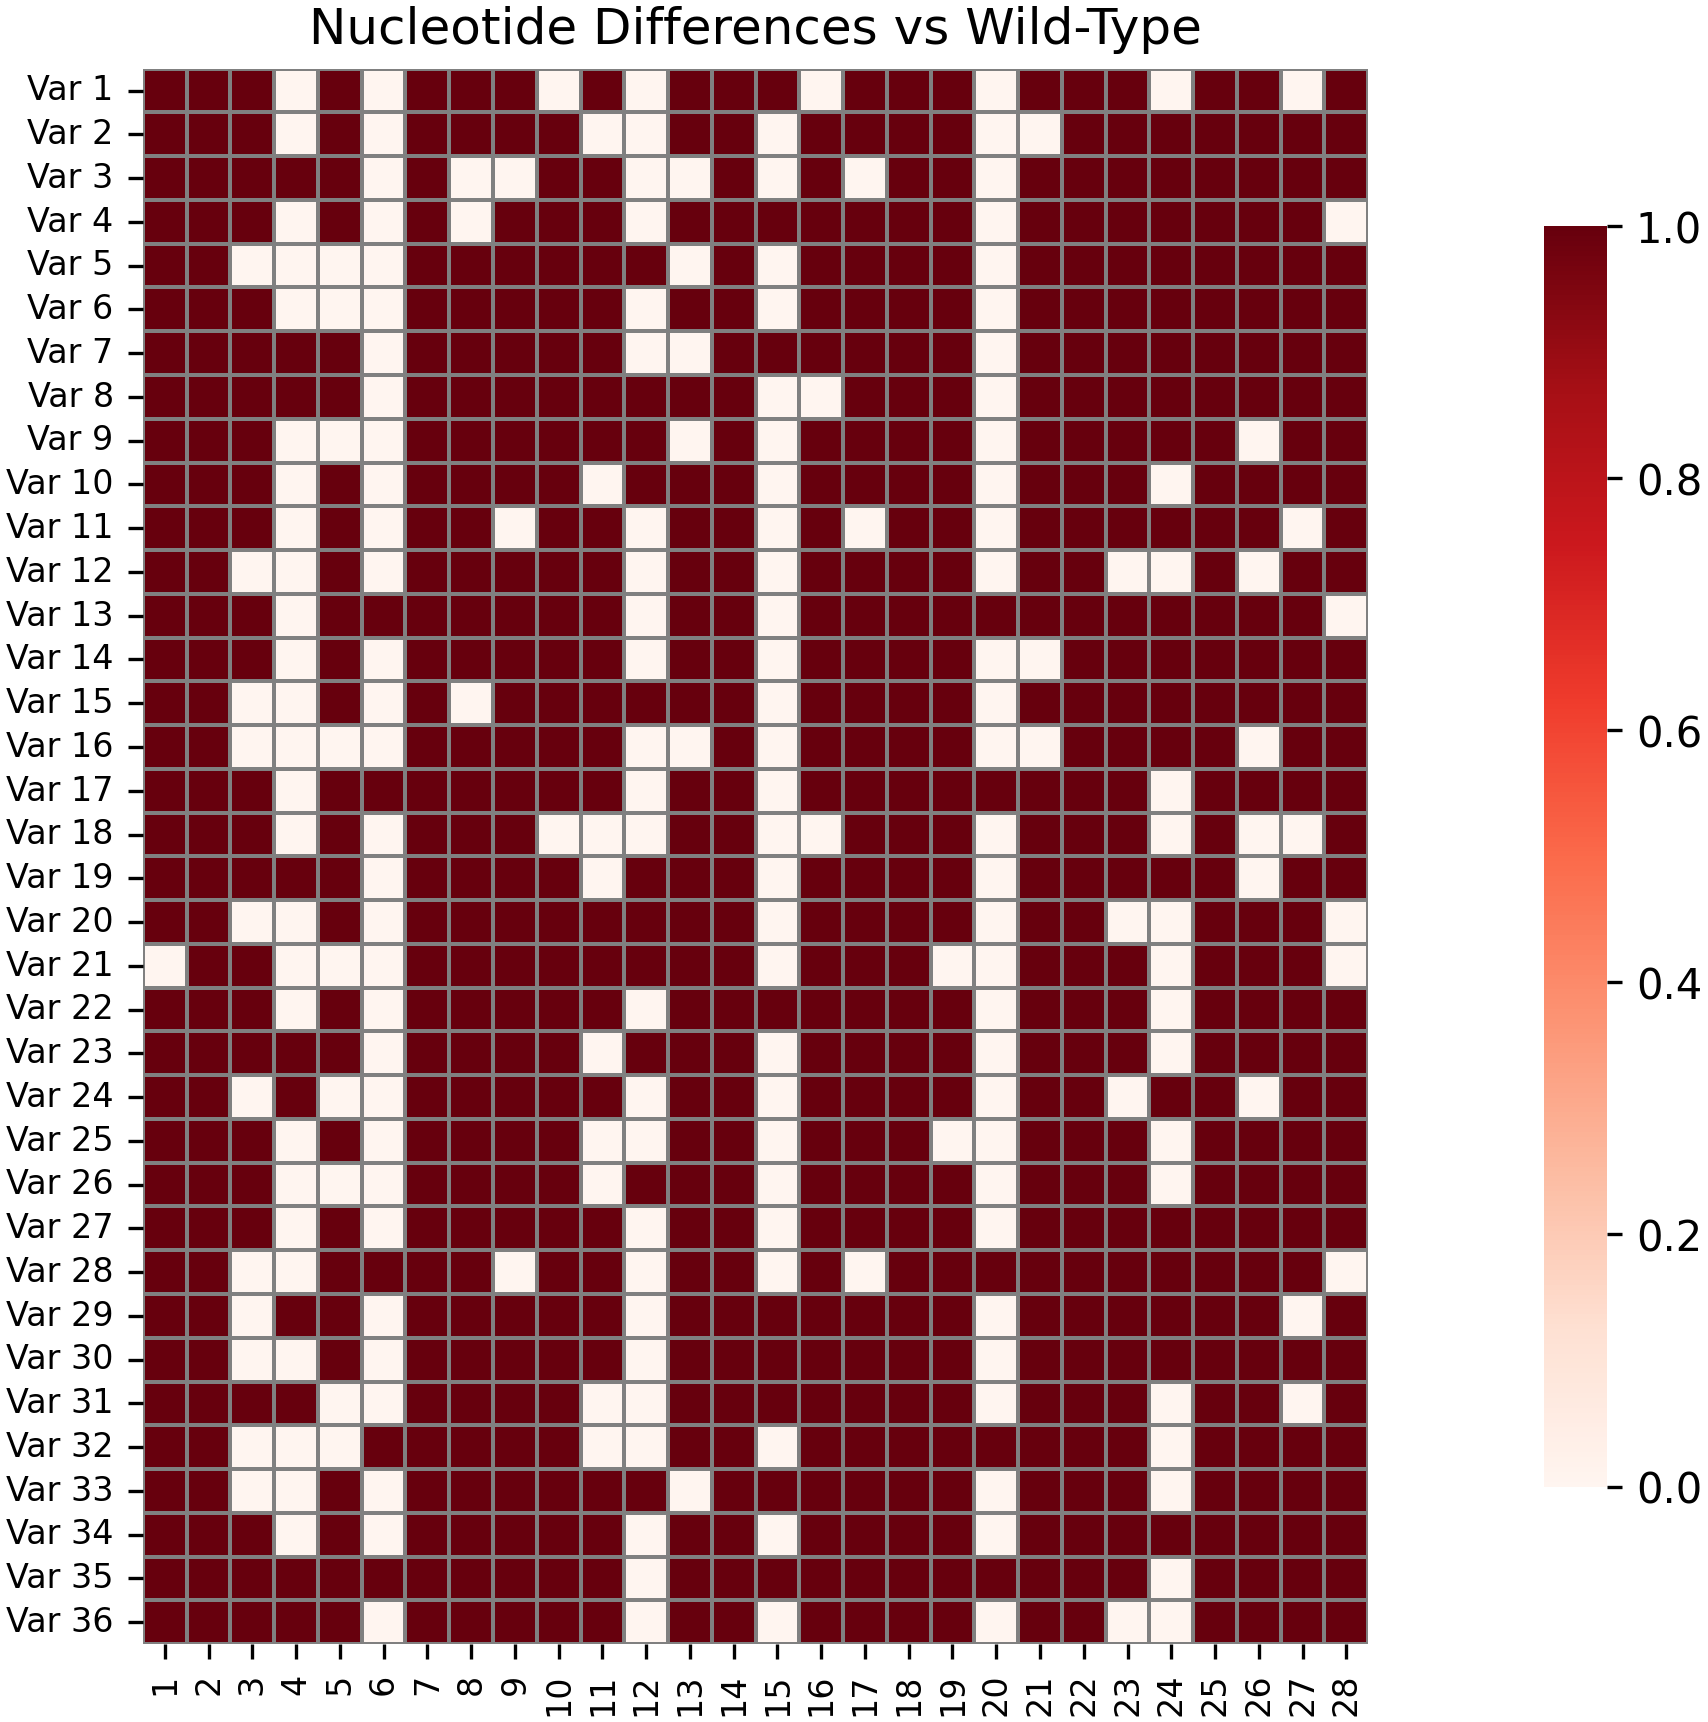 Nucleotide Differences vs Wild-Type
Var 1
Var 2
Var 3
Var 4
Var 5
Var 6
Var 7
Var 8
Var 9
Var 10
Var 11
Var 12
Var 13
Var 14
Var 15
Var 16
Var 17
Var 18
Var 19
Var 20
Var 21
Var 22
Var 23
Var 24
Var 25
Var 26
Var 27
Var 28
Var 29
Var 30
Var 31
Var 32
Var 33
Var 34
Var 35
Var 36
1 2 3 4 5 6 7 8 9 10 11 12 13 14 15 16 17 18 19 20 21 22 23 24 25 26 27 28
1.0
0.8
0.6
0.4
0.2
0.0